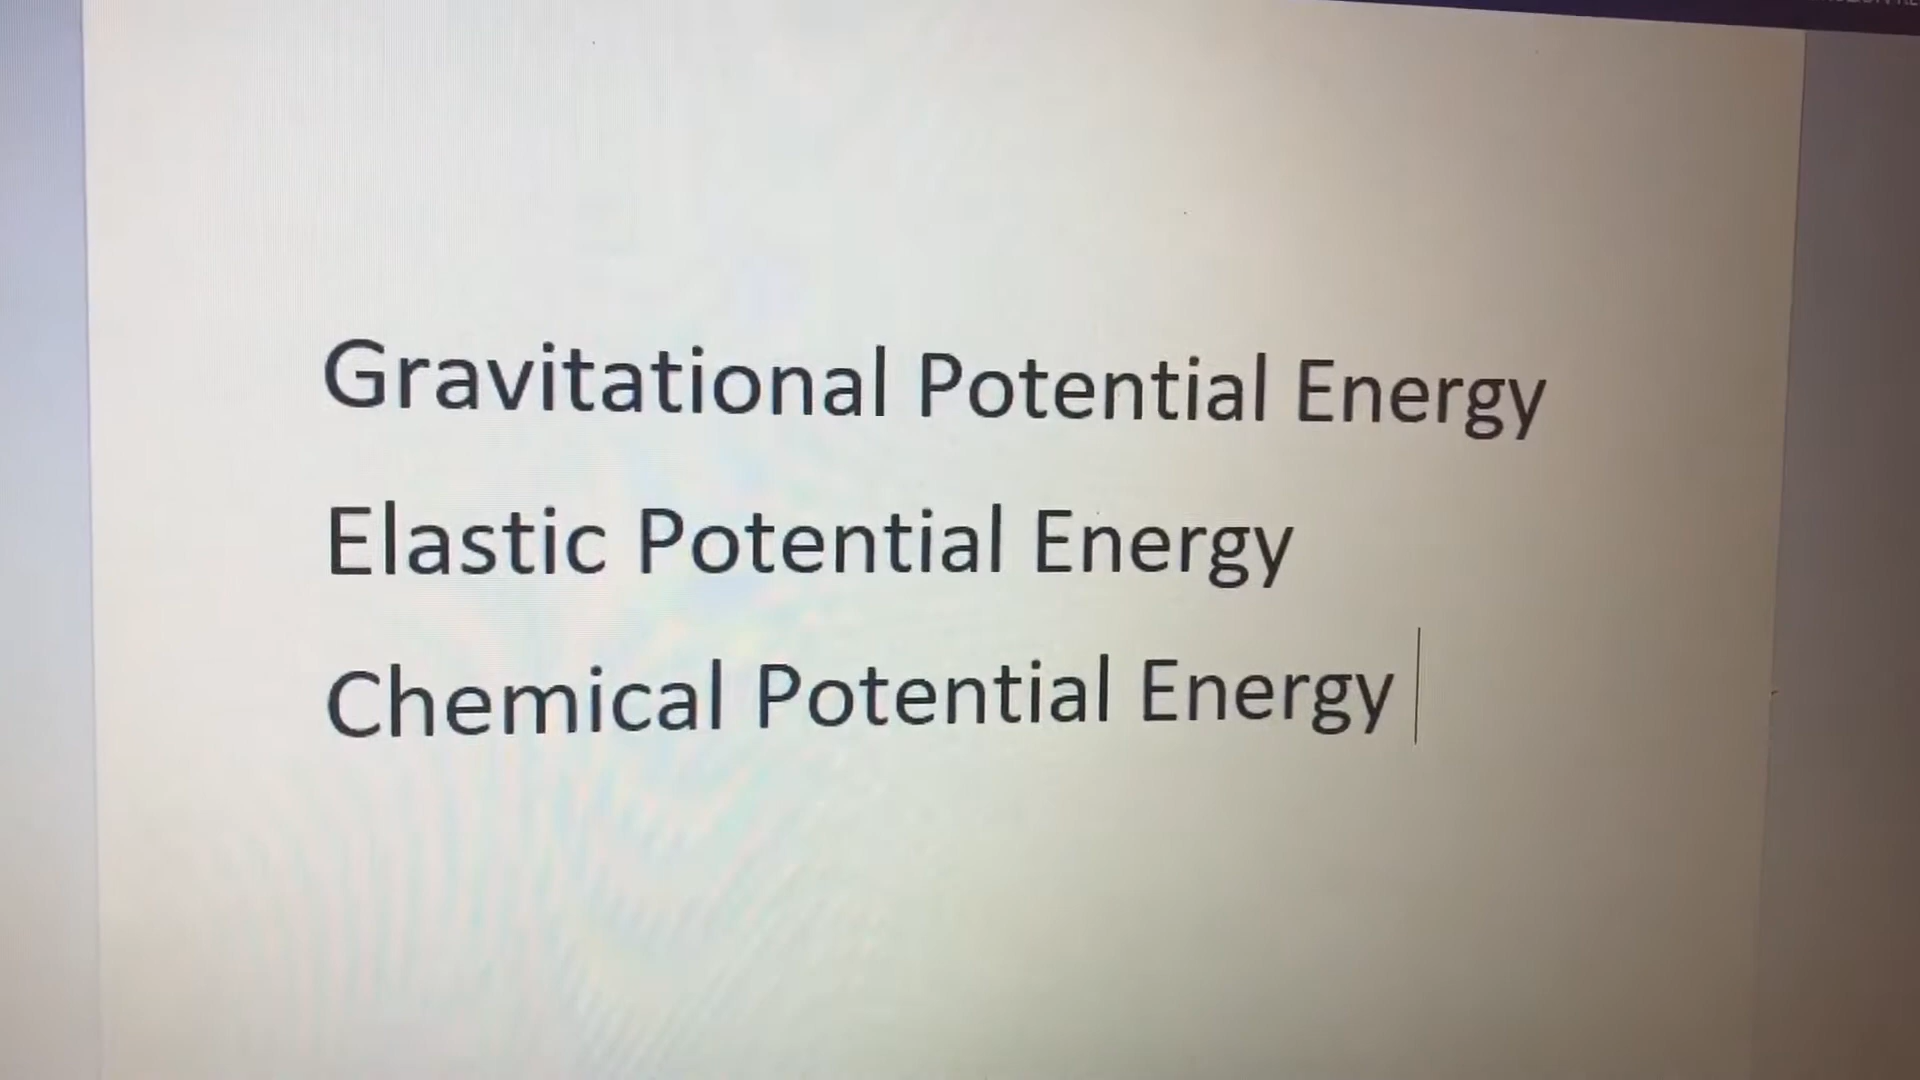 Gravitational Potential Energy
Elastic Potential Energy
Chemical Potential Energy